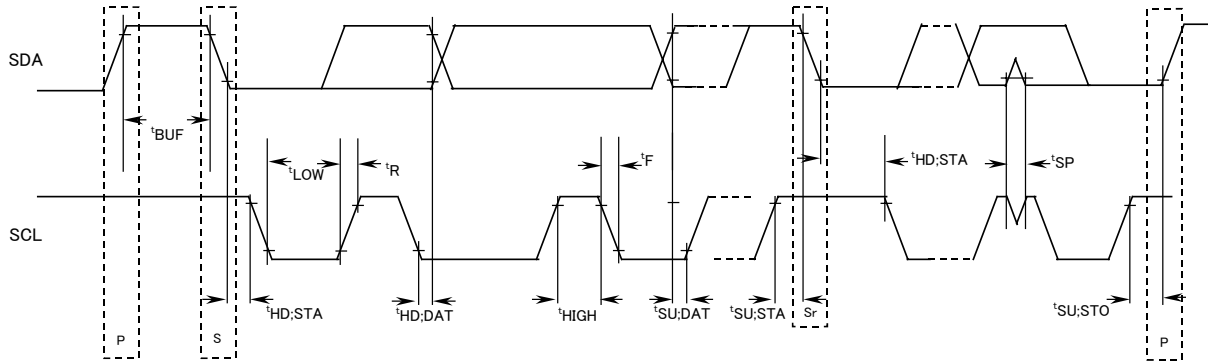 SDA
tBUF
tLOW
tR
tF
tHD;STA
tSP
SCL
tHD;STA
tHD;DAT
tHIGH
tSU;DAT
tSU;STA
tSU;STO
P
S
Sr
P